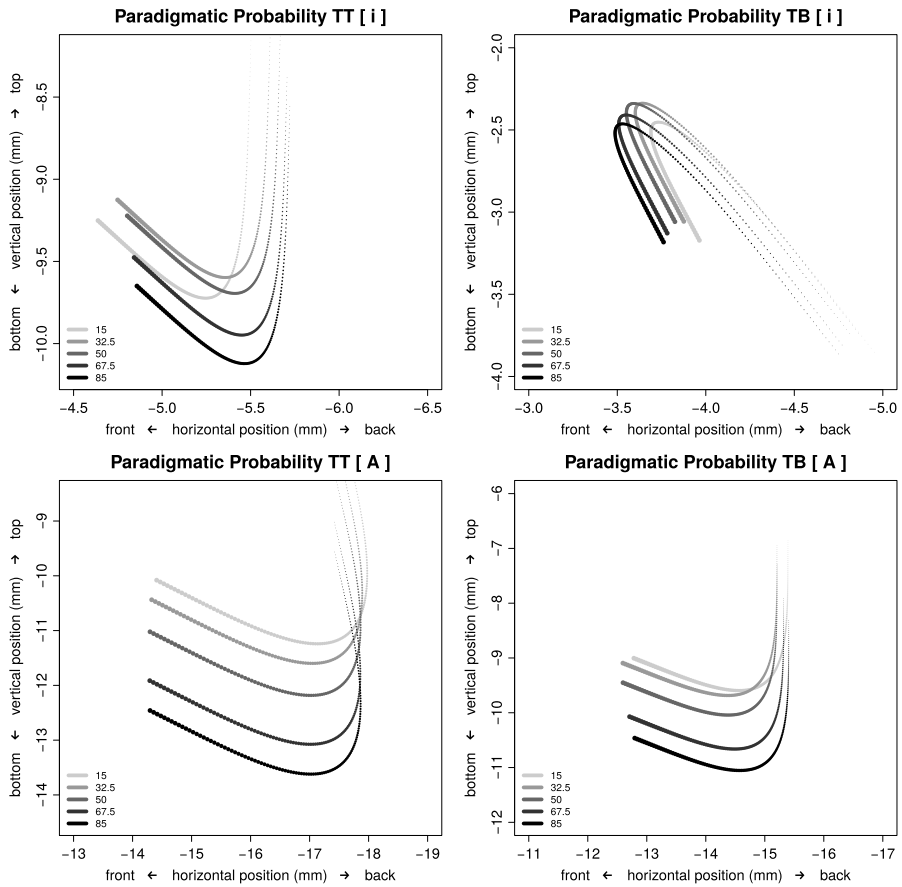 Paradigmatic Probability TT [ i ]
bottom ← vertical position (mm) → top
−8.5
−9.0
−9.5
−10.0
15
32.5
50
67.5
85
−4.5 −5.0 −5.5 −6.0 −6.5
front ← horizontal position (mm) → back
Paradigmatic Probability TB [ i ]
bottom ← vertical position (mm) → top
−2.0
−2.5
−3.0
−3.5
−4.0
15
32.5
50
67.5
85
−3.0 −3.5 −4.0 −4.5 −5.0
front ← horizontal position (mm) → back
Paradigmatic Probability TT [ A ]
bottom ← vertical position (mm) → top
−9
−10
−11
−12
−13
−14
15
32.5
50
67.5
85
−13 −14 −15 −16 −17 −18 −19
front ← horizontal position (mm) → back
Paradigmatic Probability TB [ A ]
bottom ← vertical position (mm) → top
−6
−7
−8
−9
−10
−11
−12
15
32.5
50
67.5
85
−11 −12 −13 −14 −15 −16 −17
front ← horizontal position (mm) → back